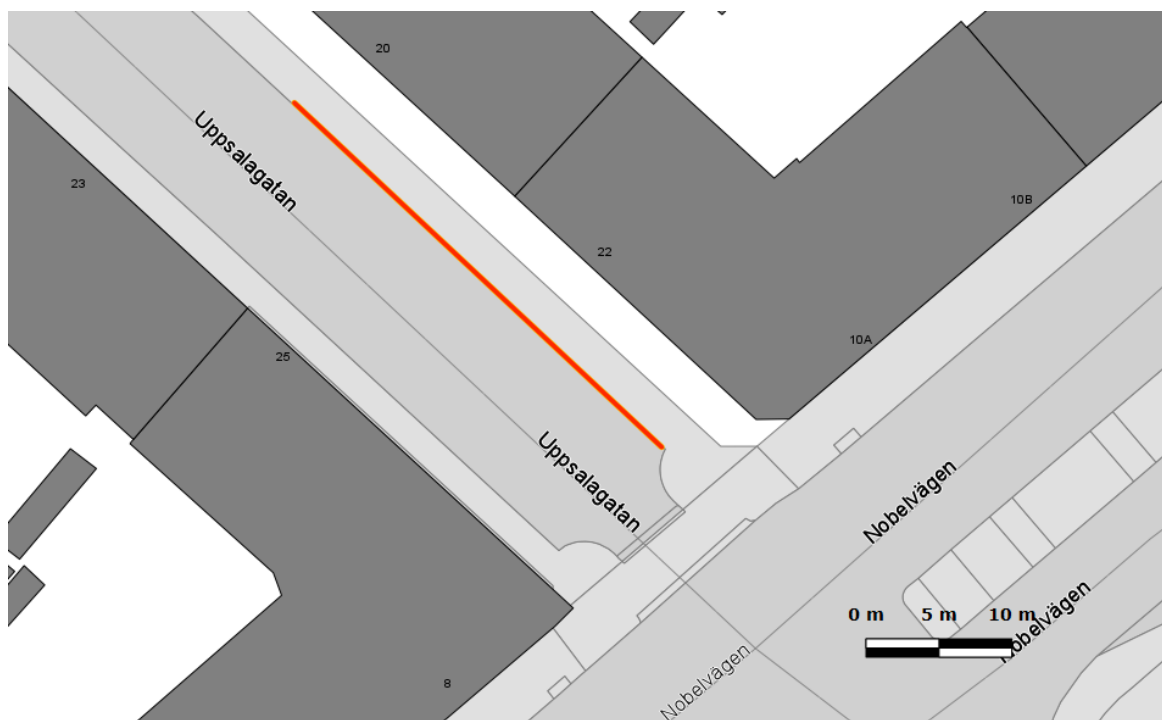 20
Uppsalagatan
23
10B
22
10A
25
Uppsalagatan
Nobelvägen
0 m 5 m 10 m
Nobelvägen
Nobelvägen
8